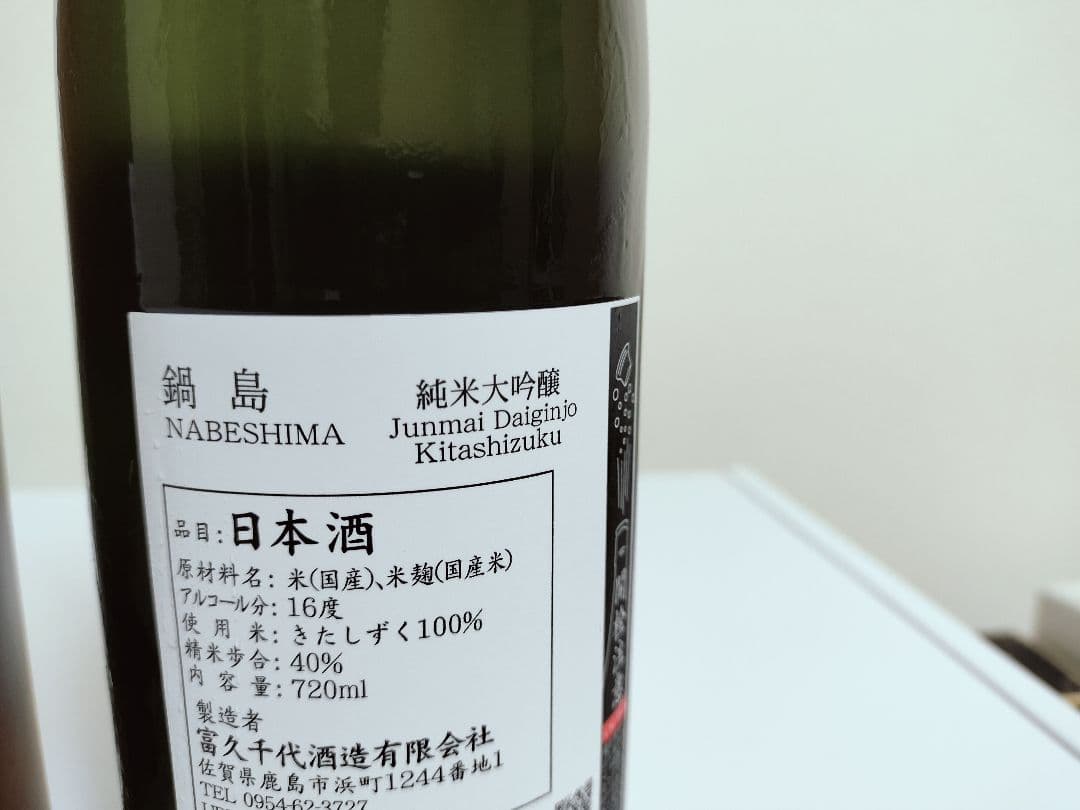 鍋島 純米大吟醸
NABESHIMA Junmai Daiginjo
Kitashizuku
品目:日本酒
原材料名:米(国産)、米麹(国産米)
アルコール分:16度
使用米:きたしずく100%
精米歩合:40%
内容量:720ml
製造者
富久千代酒造有限会社
佐賀県鹿島市浜町1244番地1
TEL 0954-62-3727